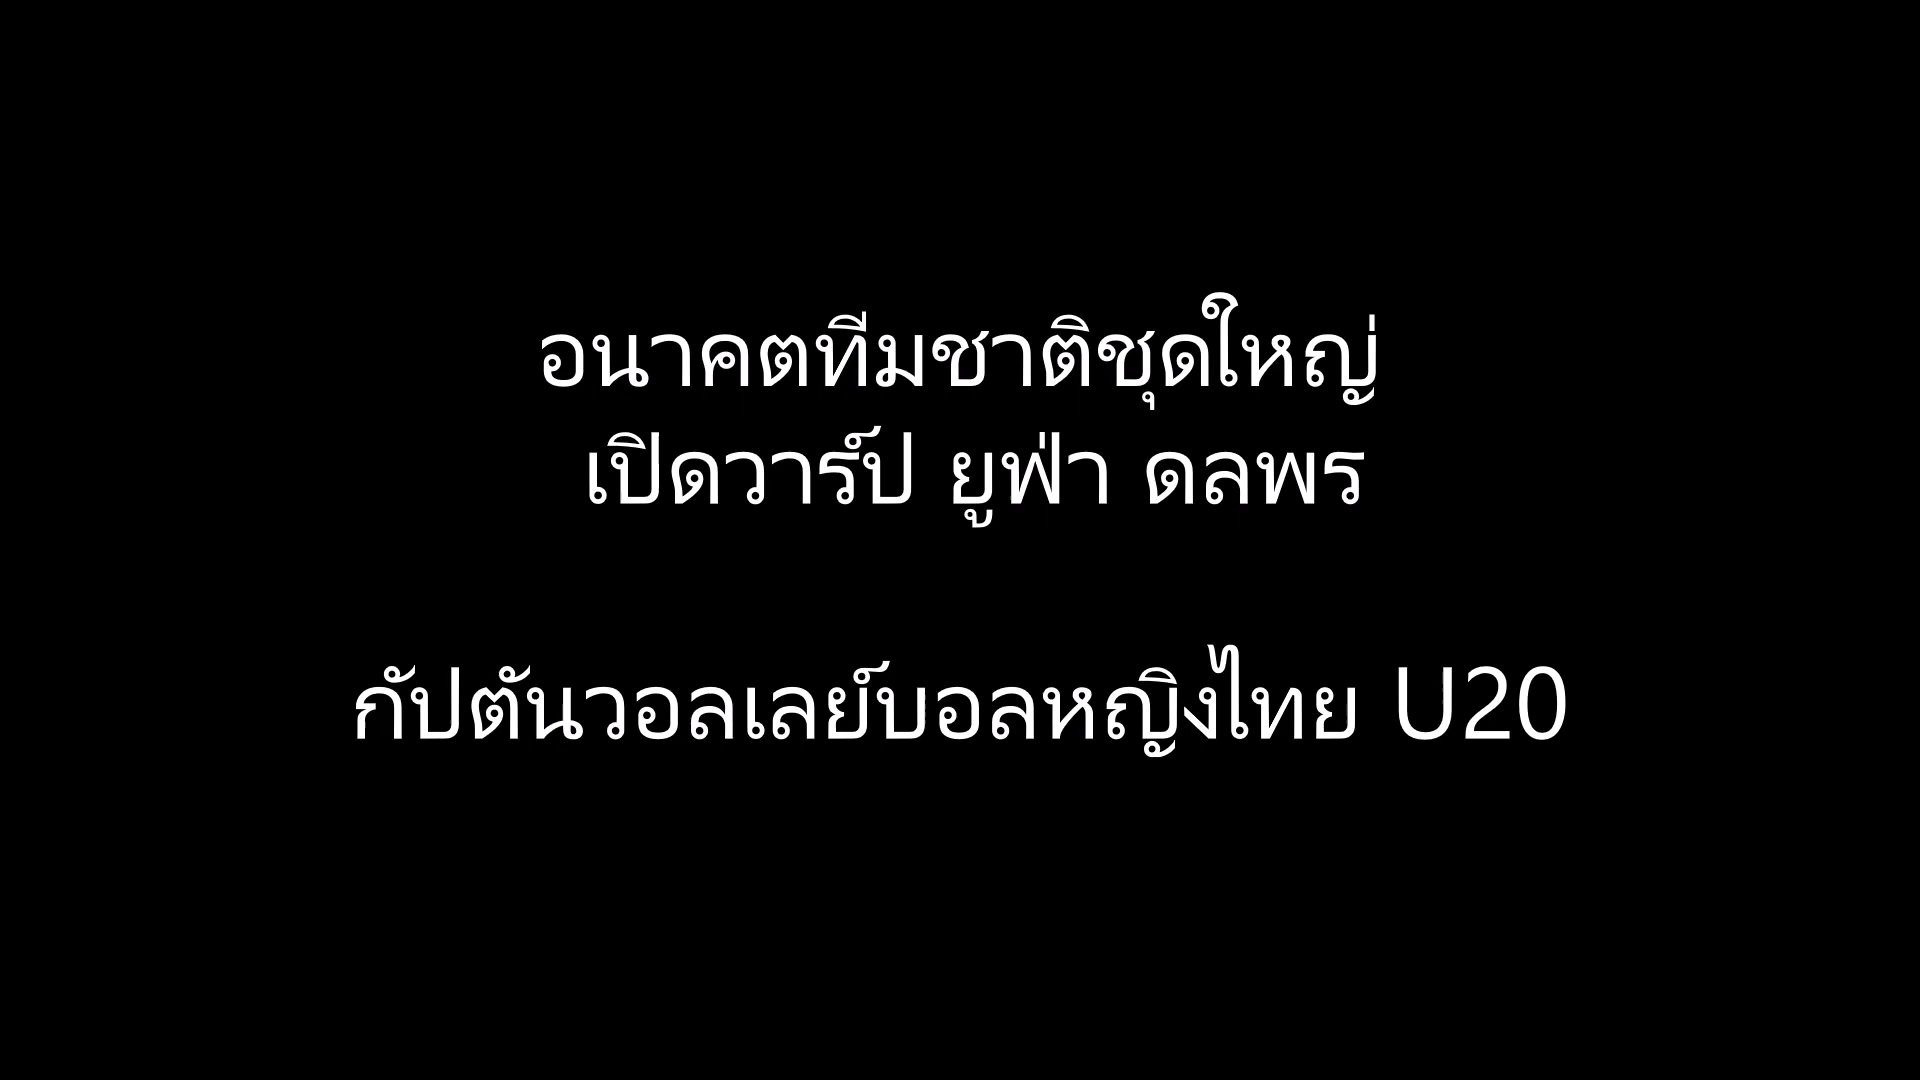 อนาคตทีมชาติชุดใหญ่
เปิดวาร์ป ยูฟ่า ดลพร
กัปตันวอลเลย์บอลหญิงไทย U20